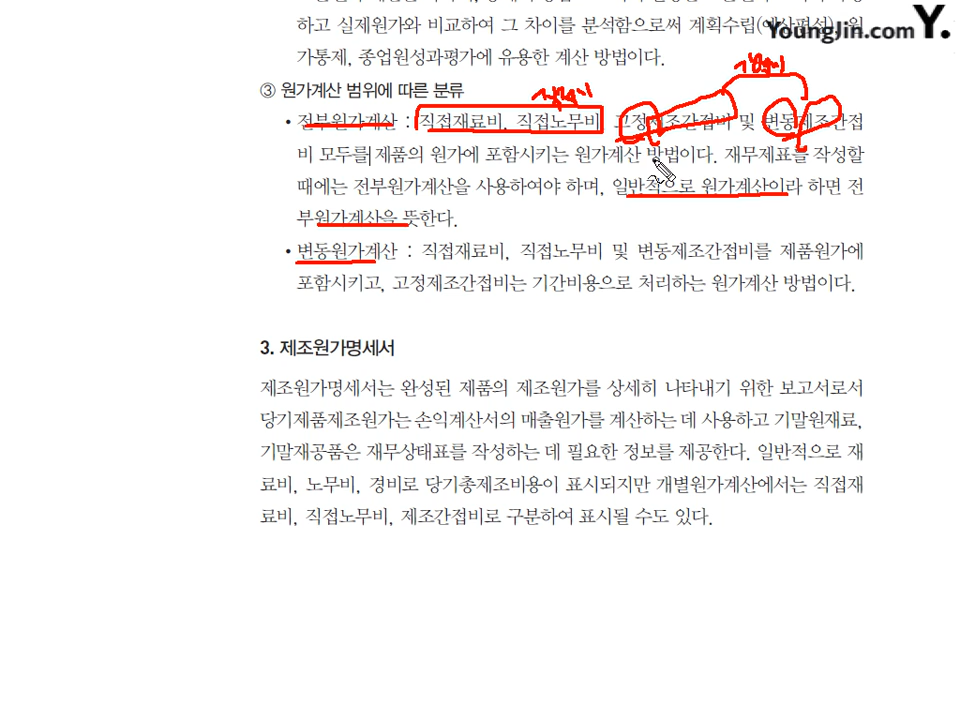 하고 실제원가와 비교하여 그 차이를 분석함으로써 계획수립(예산편성), 원
YoungJin.com Y.
가통제, 종업원성과평가에 유용한 계산 방법이다.
③ 원가계산 범위에 따른 분류
• 전부원가계산 : 직접재료비, 직접노무비 고정제조간접비 및 변동제조간접
비 모두를 제품의 원가에 포함시키는 원가계산 방법이다. 재무제표를 작성할
때에는 전부원가계산을 사용하여야 하며, 일반적으로 원가계산이라 하면 전
부원가계산을 뜻한다.
• 변동원가계산 : 직접재료비, 직접노무비 및 변동제조간접비를 제품원가에
포함시키고, 고정제조간접비는 기간비용으로 처리하는 원가계산 방법이다.
3. 제조원가명세서
제조원가명세서는 완성된 제품의 제조원가를 상세히 나타내기 위한 보고서로서
당기제품제조원가는 손익계산서의 매출원가를 계산하는 데 사용하고 기말원재료,
기말재공품은 재무상태표를 작성하는 데 필요한 정보를 제공한다. 일반적으로 재
료비, 노무비, 경비로 당기총제조비용이 표시되지만 개별원가계산에서는 직접재
료비, 직접노무비, 제조간접비로 구분하여 표시될 수도 있다.